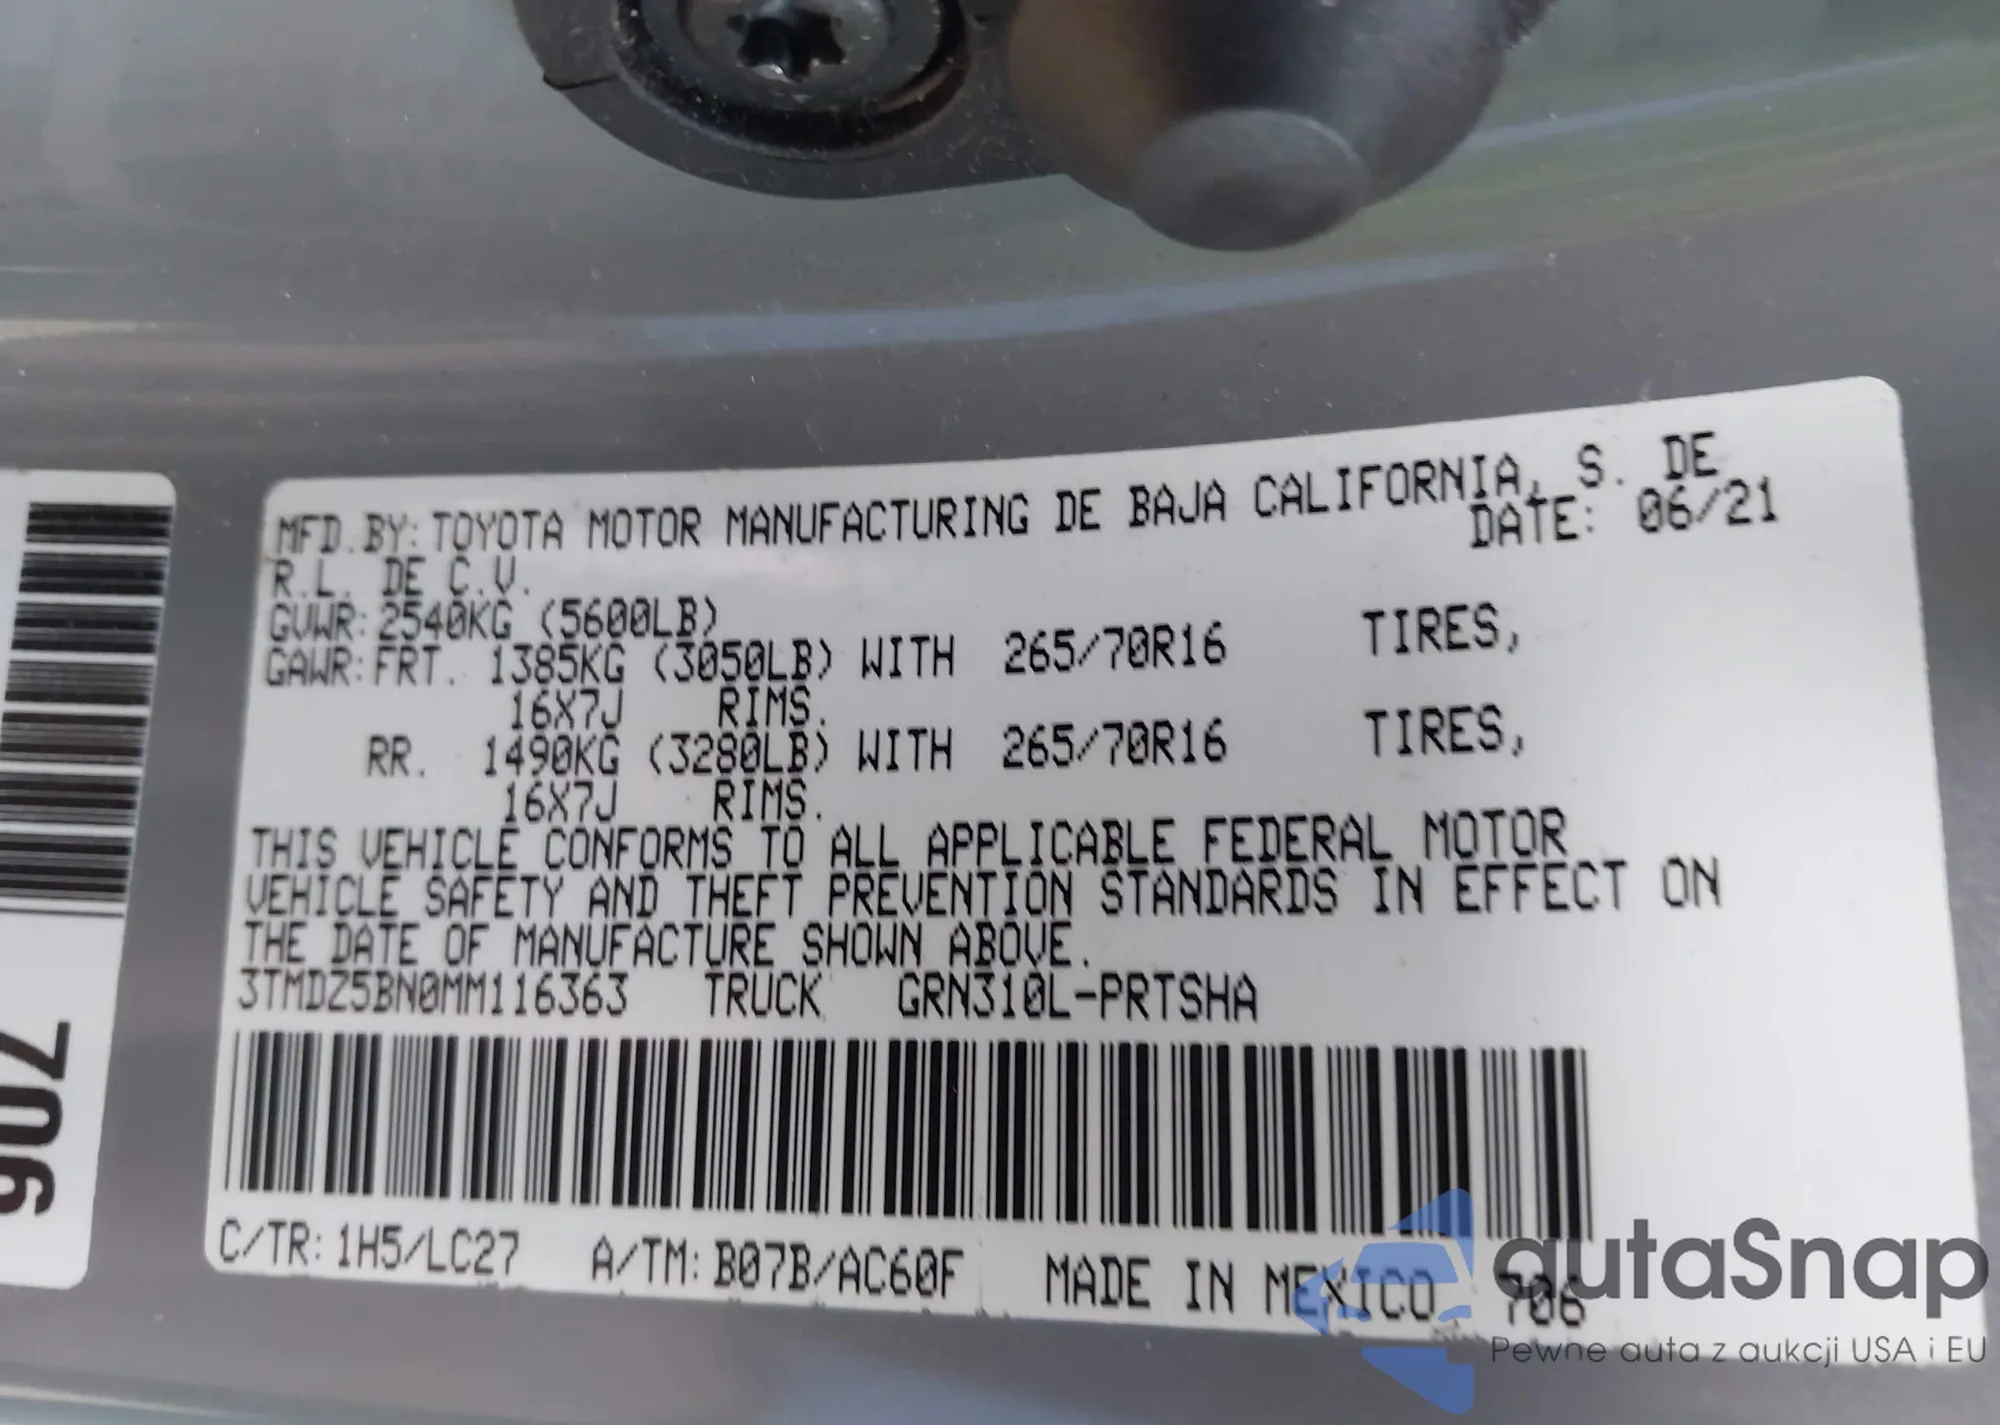 MFD.BY: TOYOTA MOTOR MANUFACTURING DE BAJA CALIFORNIA, S. DE
R.L. DE C.V. DATE: 06/21
GVWR: 2540KG (5600LB)
GAWR: FRT. 1385KG (3050LB) WITH 265/70R16 TIRES,
16X7J RIMS.
RR. 1490KG (3280LB) WITH 265/70R16 TIRES,
16X7J RIMS.
THIS VEHICLE CONFORMS TO ALL APPLICABLE FEDERAL MOTOR
VEHICLE SAFETY AND THEFT PREVENTION STANDARDS IN EFFECT ON
THE DATE OF MANUFACTURE SHOWN ABOVE.
3TMDZ5BN0MM116363 TRUCK GRN310L-PRTSHA
C/TR: 1H5/LC27 A/TM: B07B/AC60F MADE IN MEXICO 706
706
autaSnap
Pewne auta z aukcji USA i EU